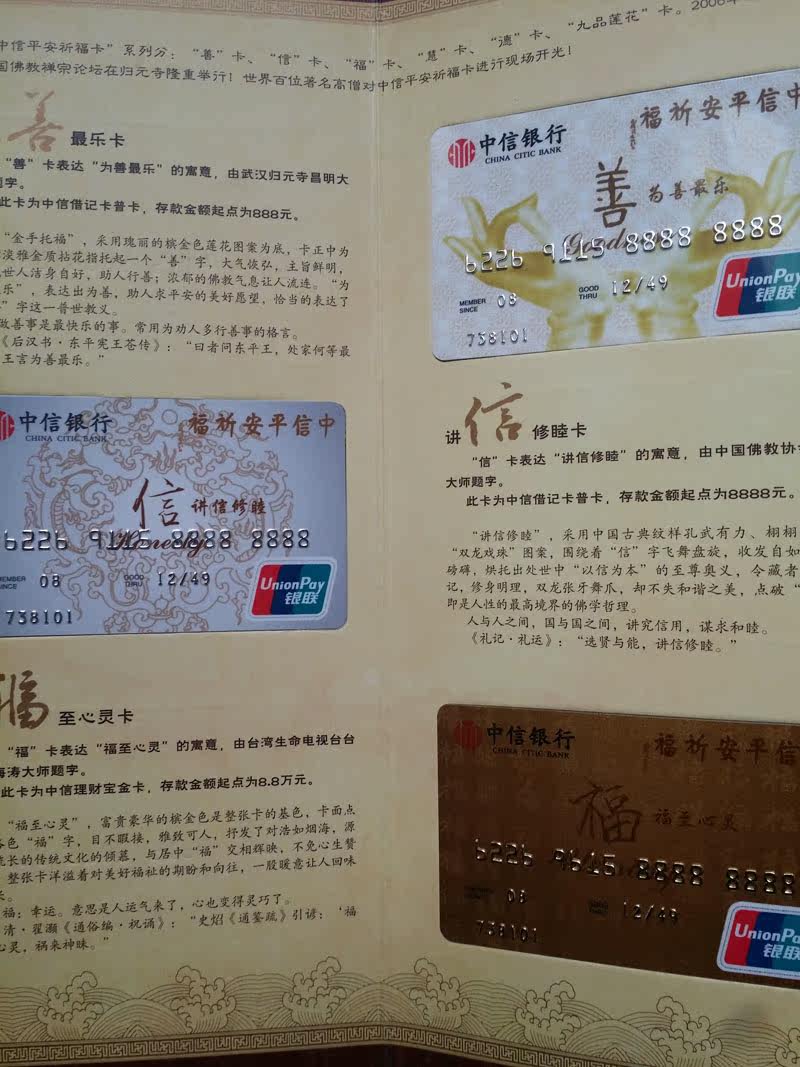 中信平安祈福卡”系列分：“善”卡、“信”卡、“福”卡、“慧”卡、“德”卡、“九品莲花”卡。2006年
国佛教禅宗论坛在归元寺隆重举行！世界百位著名高僧对中信平安祈福卡进行现场开光！
善 最乐卡
“善”卡表达“为善最乐”的寓意，由武汉归元寺昌明大
题字。
此卡为中信借记卡普卡，存款金额起点为888元。
“金手托福”，采用瑰丽的槟金色莲花图案为底，卡正中为
淡雅金质拈花指托起一个“善”字，大气恢弘，主旨鲜明，
世人洁身自好、助人行善；浓郁的佛教气息让人流连。“为
乐”，表达出为善，助人求平安的美好愿望，恰当的表达了
”字这一普世教义。
做善事是最快乐的事。常用为劝人多行善事的格言。
《后汉书·东平宪王苍传》：“曰者问东平王，处家何等最
王言为善最乐。”
中信银行
CHINA CITIC BANK
福祈安平信中
信 讲信修睦
Honesty
6226 9115 8888 8888
MEMBER SINCE 08 GOOD THRU 12/49
738101
UnionPay
银联
福 至心灵卡
“福”卡表达“福至心灵”的寓意，由台湾生命电视台台
海涛大师题字。
此卡为中信理财宝金卡，存款金额起点为8.8万元。
“福至心灵”，富贵豪华的槟金色是整张卡的基色，卡面点
各色“福”字，目不暇接，雅致可人，抒发了对浩如烟海，源
流长的传统文化的倾慕，与居中“福”交相辉映，不免心生赞
整张卡洋溢着对美好福祉的期盼和向往，一股暖意让人回味
长。
福：幸运。意思是人运气来了，心也变得灵巧了。
清·翟灏《通俗编·祝诵》：“史炤《通鉴疏》引谚：‘福
心灵，祸来神昧。”
中信银行
CHINA CITIC BANK
福祈安平信中
善 为善最乐
Goods
6226 9115 8888 8888
MEMBER SINCE 08 GOOD THRU 12/49
738101
UnionPay
银联
讲 信 修睦卡
“信”卡表达“讲信修睦”的寓意，由中国佛教协
大师题字。
此卡为中信借记卡普卡，存款金额起点为8888元。
“讲信修睦”，采用中国古典纹样孔武有力、栩栩
“双龙戏珠”图案，围绕着“信”字飞舞盘旋，收发自如
磅礴，烘托出处世中“以信为本”的至尊奥义，令藏者
记，修身明理，双龙张牙舞爪，却不失和谐之美，点破“
即是人性的最高境界的佛学哲理。
人与人之间，国与国之间，讲究信用，谋求和睦。
《礼记·礼运》：“选贤与能，讲信修睦。”
中信银行
CHINA CITIC BANK
福祈安平信
福 福至心灵
6226 9615 8888 8888
08 GOOD THRU 12/49
738101
UnionPay
银联